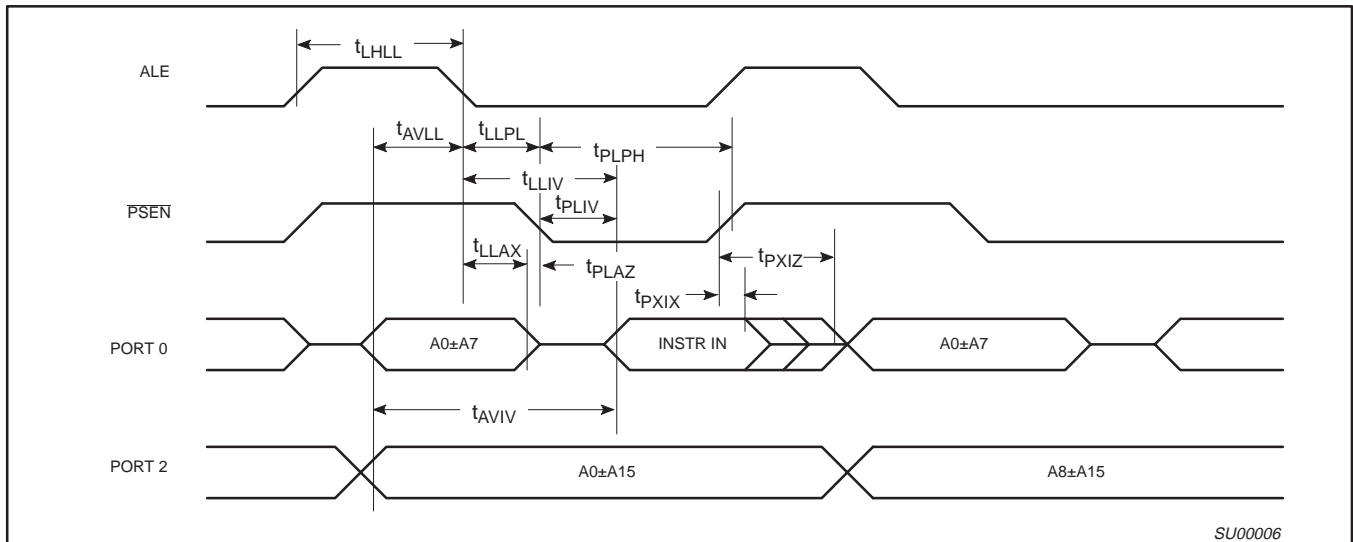 tLHLL
ALE
tAVLL
tLLPL
tPLPH
tLLIV
PSEN
tPLIV
tLLAX
tPLAZ
tPXIZ
tPXIX
PORT 0
A0±A7
INSTR IN
A0±A7
tAVIV
PORT 2
A0±A15
A8±A15
SU00006